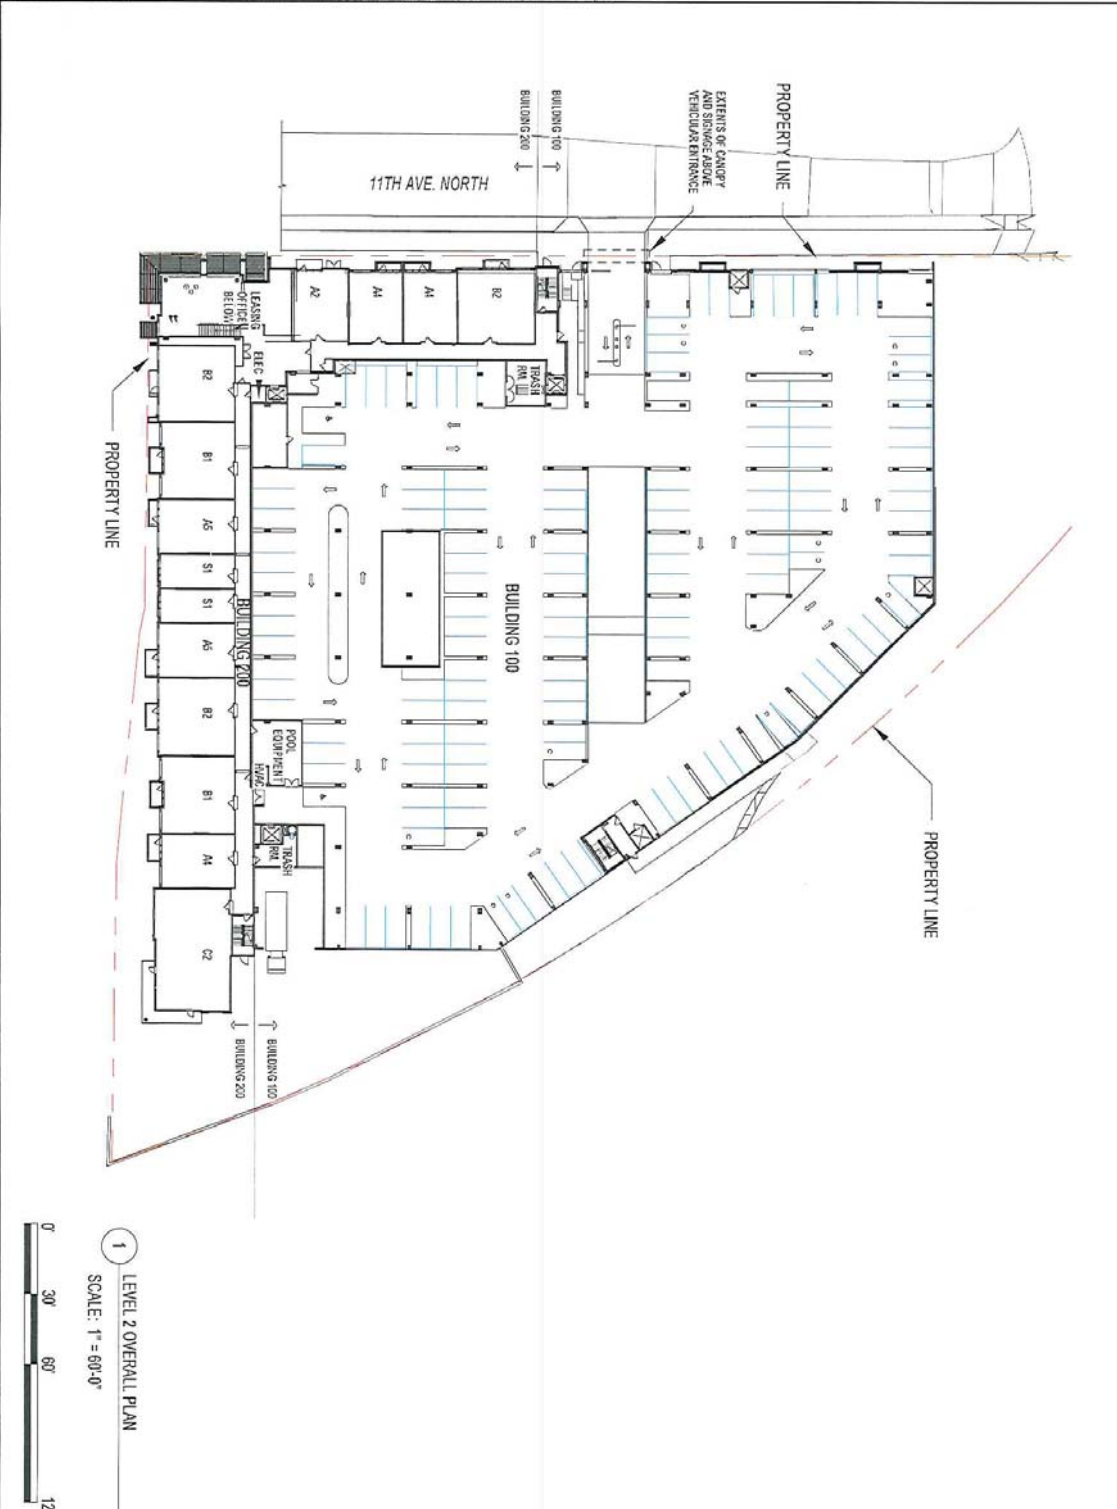 PROPERTY LINE
EXTENTS OF CANOPY
AND SIGNAGE ABOVE
VEHICULAR ENTRANCE
BUILDING 100
BUILDING 200
11TH AVE. NORTH
LEASING
OFFICE
BELOW
A2
A4
A4
B2
ELEC
TRASH
RM.
PROPERTY LINE
B2
B1
A5
S1
S1
A5
B2
B1
A4
C2
BUILDING 200
BUILDING 100
POOL
EQUIPMENT
HVAC
TRASH
RM.
PROPERTY LINE
BUILDING 100
BUILDING 200
1
LEVEL 2 OVERALL PLAN
SCALE: 1" = 60'-0"
0'
30'
60'
12